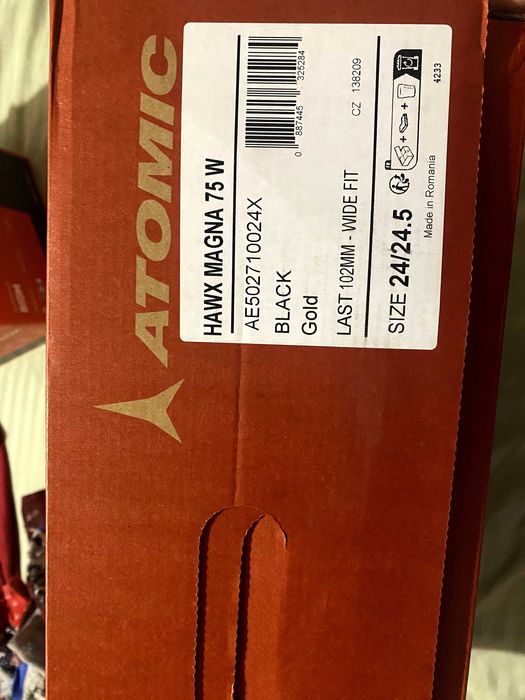 ATOMIC
HAWX MAGNA 75 W
AE502710024X
BLACK
Gold
LAST 102MM - WIDE FIT
SIZE 24/24.5
Made in Romania
0 887445 325284
CZ 138209
4233